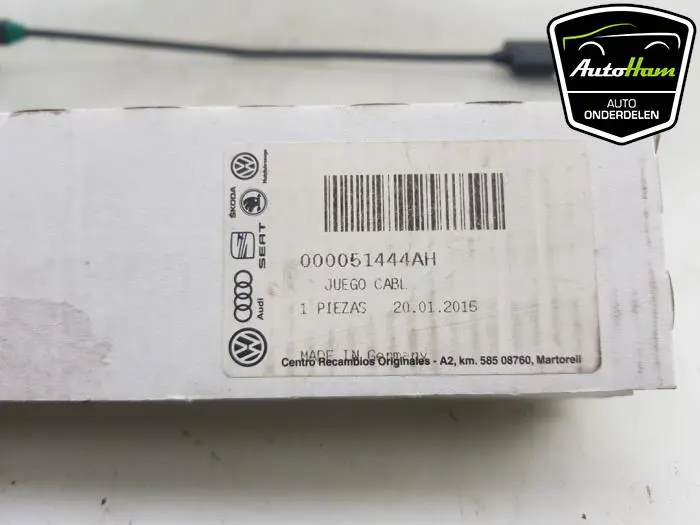 AutoHam
AUTO
ONDERDELEN
Nutzfahrzeuge
ŠKODA
SEAT
Audi
000051444AH
JUEGO CABL
1 PIEZAS 20.01.2015
MADE IN Germany
Centro Recambios Originales - A2, km. 585 08760, Martorell